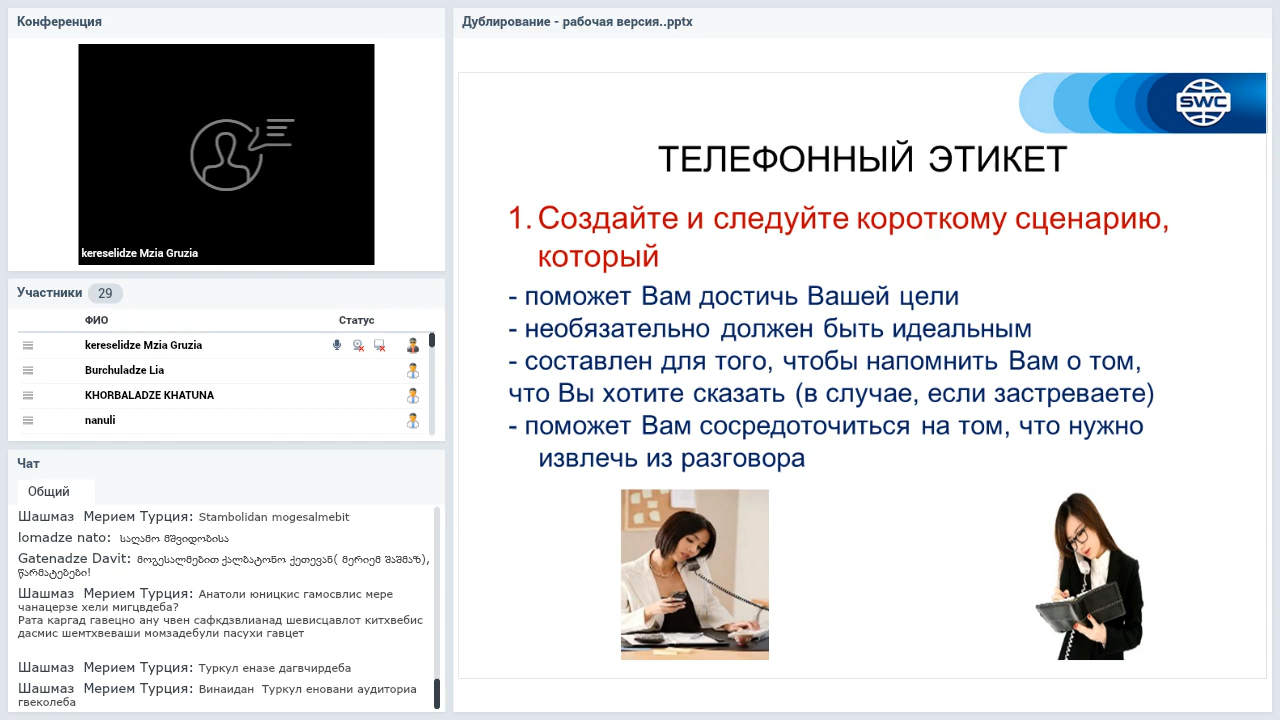 Конференция
kereselidze Mzia Gruzia
Участники 29
ФИО Статус
kereselidze Mzia Gruzia
Burchuladze Lia
KHORBALADZE KHATUNA
nanuli
Чат
Общий
Шашмаз Мерием Турция: Stambolidan mogesalmebit
lomadze nato: საღამო მშვიდობისა
Gatenadze Davit: მოგესალმებით ქალბატონო ქეთევან( მერიემ შაშმაზ),
წარმატებები!
Шашмаз Мерием Турция: Анатоли юницкис гамосвлис мере
чанацерзе хели мигцвдеба?
Рата каргад гавецно ану чвен сафкдзвлианад шевисцавлот китхвебис
дасмис шемтхвеваши момзадебули пасухи гавцет
Шашмаз Мерием Турция: Туркул еназе дагвчирдеба
Шашмаз Мерием Турция: Винаидан Туркул еновани аудиториа
гвеколеба
Дублирование - рабочая версия..pptx
SWC
ТЕЛЕФОННЫЙ ЭТИКЕТ
1. Создайте и следуйте короткому сценарию,
который
- поможет Вам достичь Вашей цели
- необязательно должен быть идеальным
- составлен для того, чтобы напомнить Вам о том,
что Вы хотите сказать (в случае, если застреваете)
- поможет Вам сосредоточиться на том, что нужно
извлечь из разговора